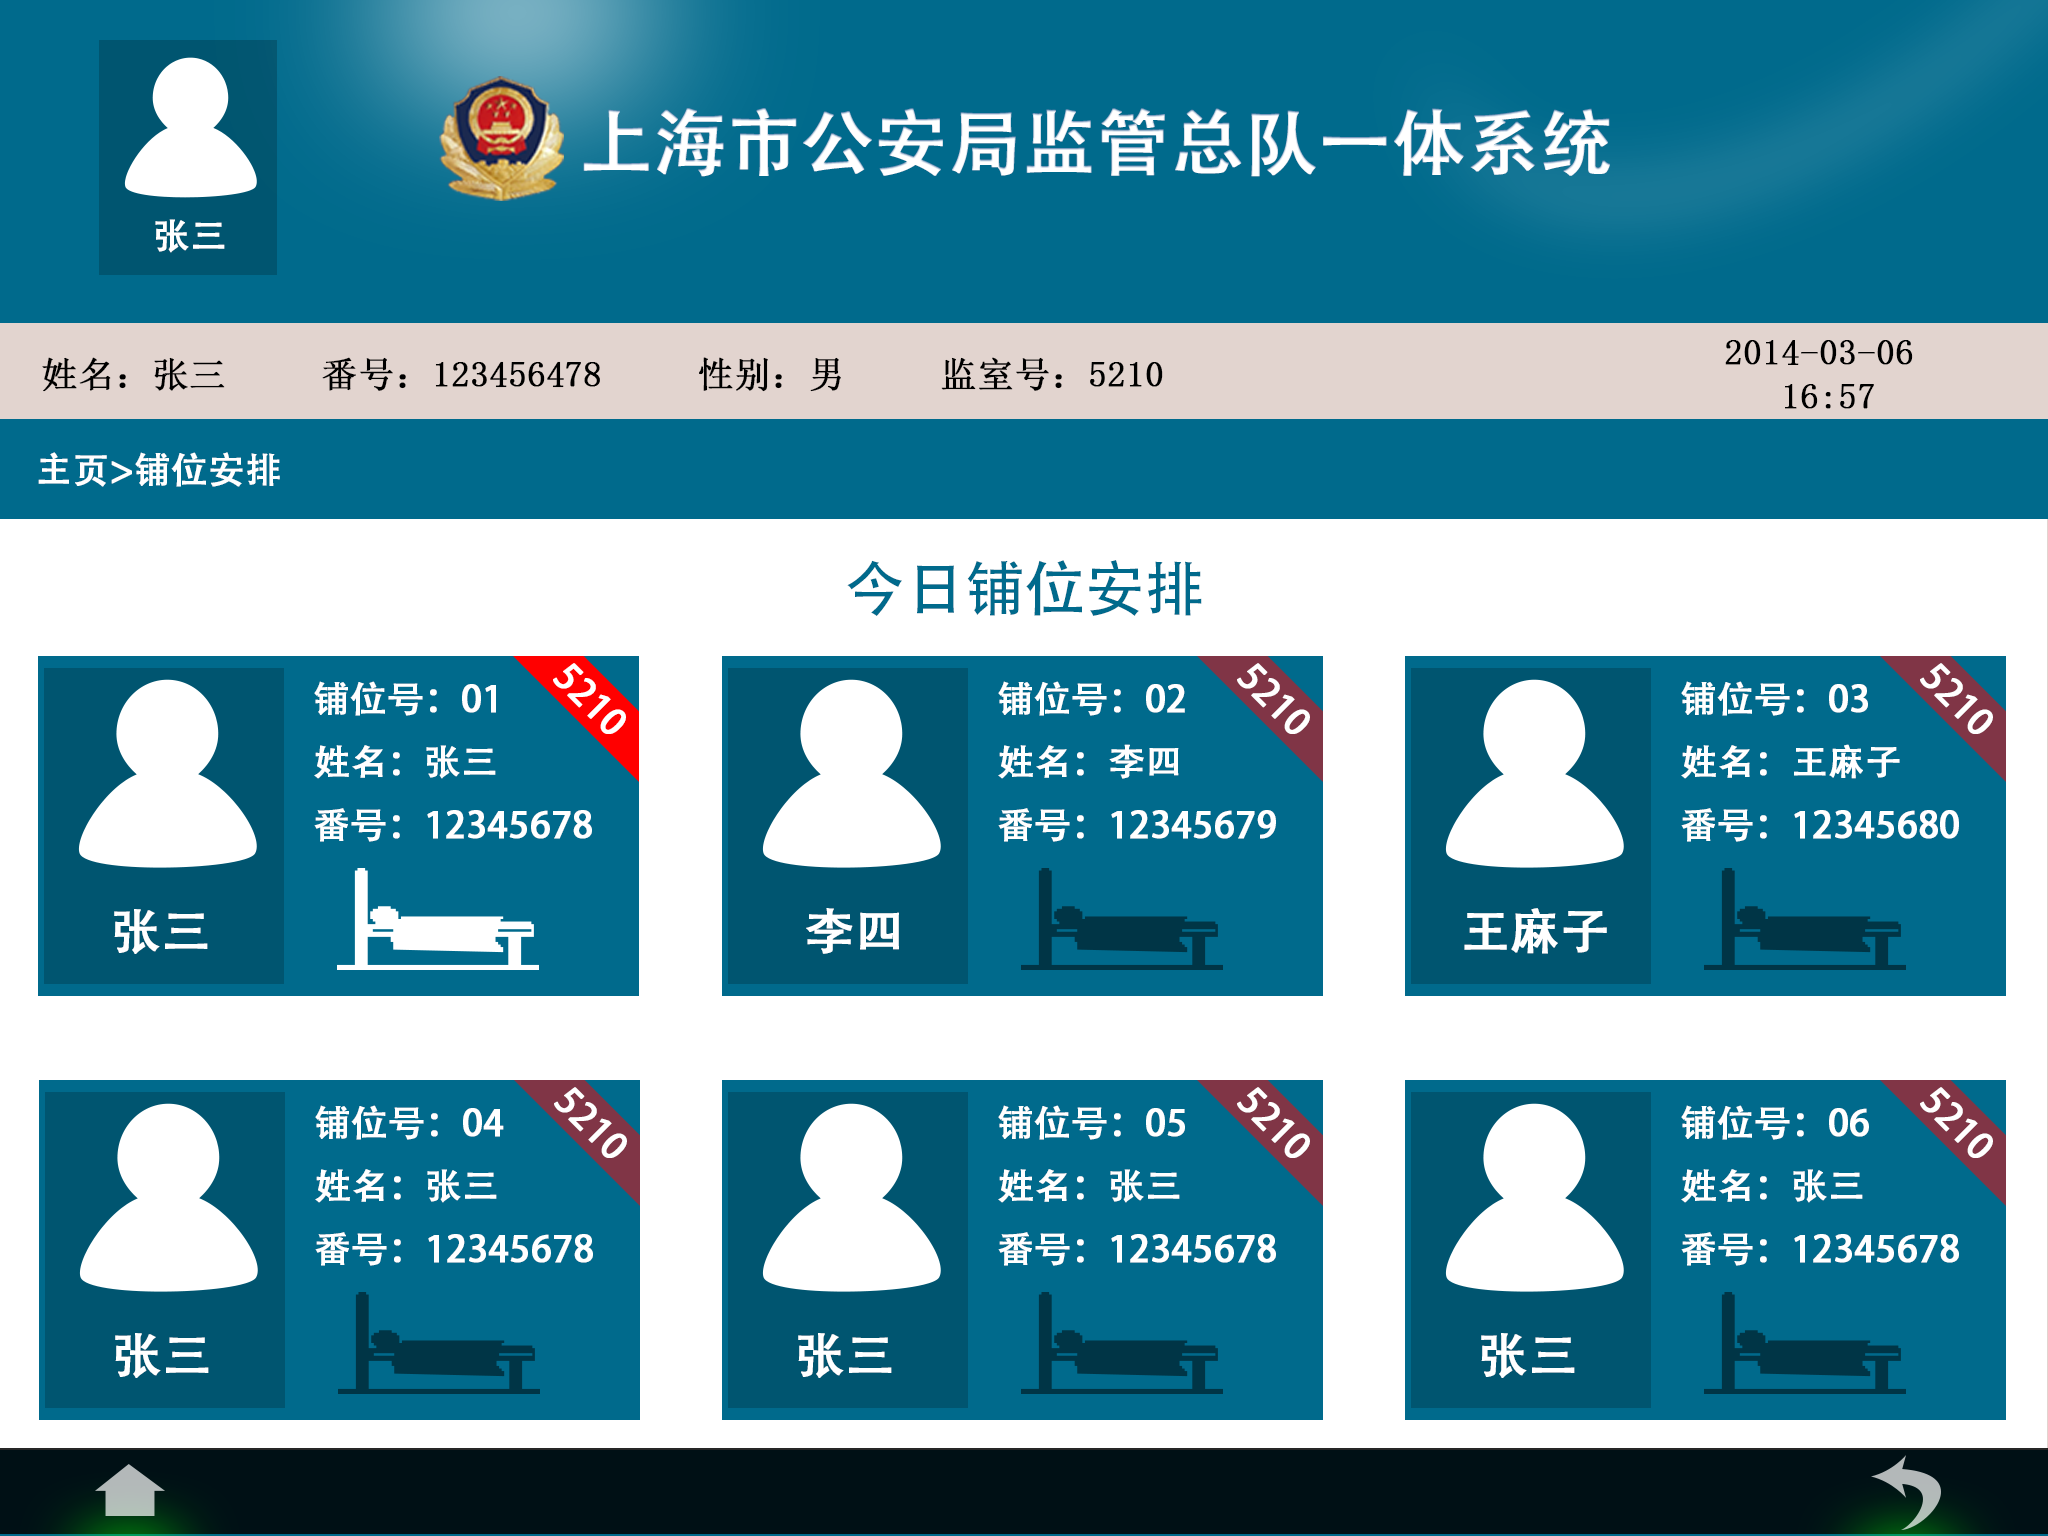 上海市公安局监管总队一体系统
张三
姓名：张三 番号：123456478 性别：男 监室号：5210
2014-03-06
16:57
主页>铺位安排
今日铺位安排
铺位号：01
姓名：张三
番号：12345678
5210
张三
铺位号：02
姓名：李四
番号：12345679
5210
李四
铺位号：03
姓名：王麻子
番号：12345680
5210
王麻子
铺位号：04
姓名：张三
番号：12345678
5210
张三
铺位号：05
姓名：张三
番号：12345678
5210
张三
铺位号：06
姓名：张三
番号：12345678
5210
张三